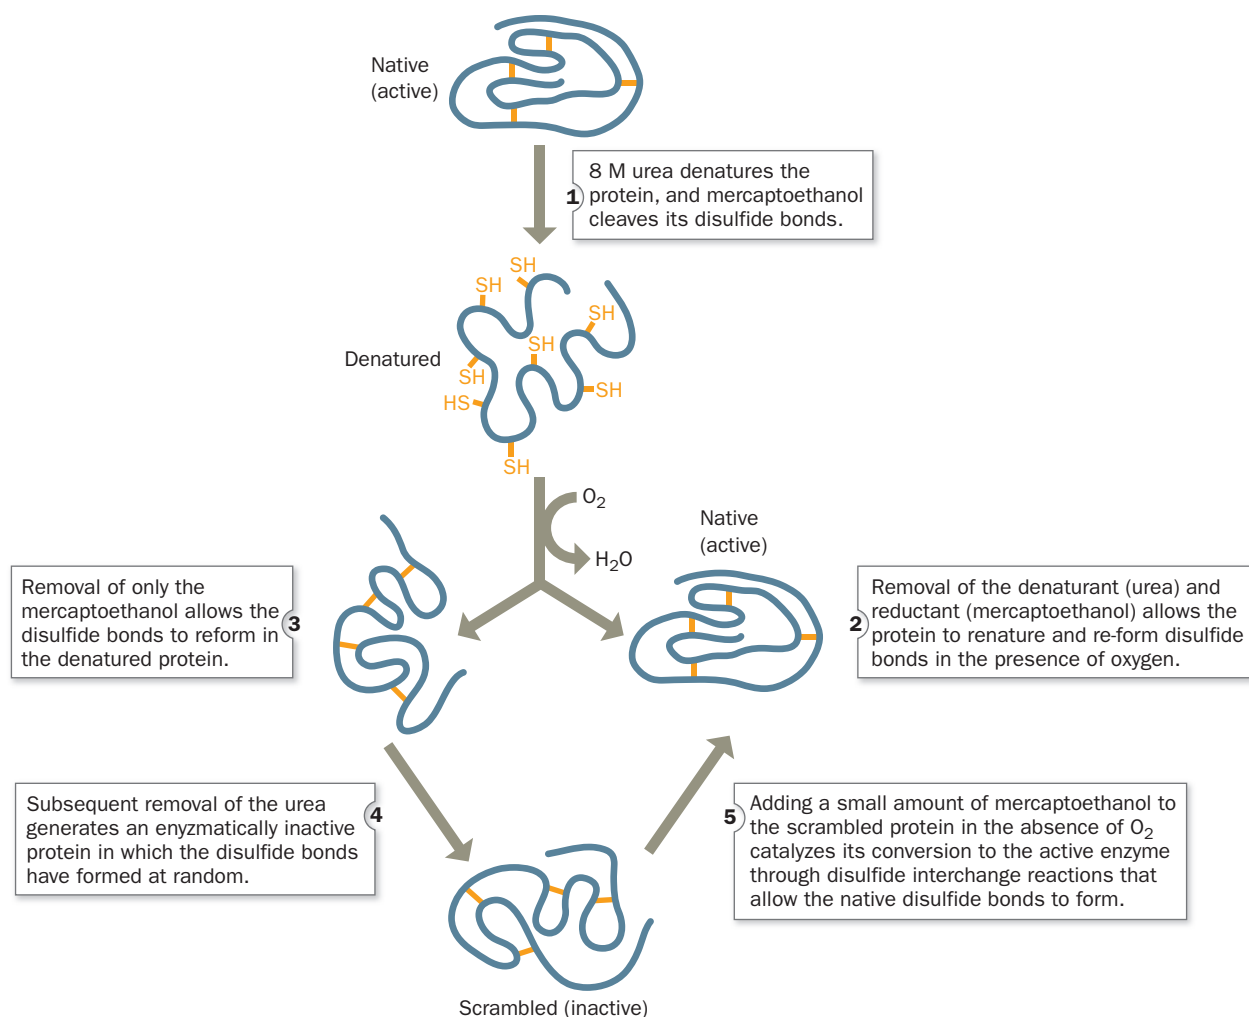 Native
(active)
8 M urea denatures the
protein, and mercaptoethanol
cleaves its disulfide bonds.
1
SH
SH
SH
SH
SH
HS
SH
SH
Denatured
O2
H2O
Native
(active)
Removal of only the
mercaptoethanol allows the
disulfide bonds to reform in
the denatured protein.
3
2
Removal of the denaturant (urea) and
reductant (mercaptoethanol) allows the
protein to renature and re-form disulfide
bonds in the presence of oxygen.
Subsequent removal of the urea
generates an enyzmatically inactive
protein in which the disulfide bonds
have formed at random.
4
5
Adding a small amount of mercaptoethanol to
the scrambled protein in the absence of O2
catalyzes its conversion to the active enzyme
through disulfide interchange reactions that
allow the native disulfide bonds to form.
Scrambled (inactive)